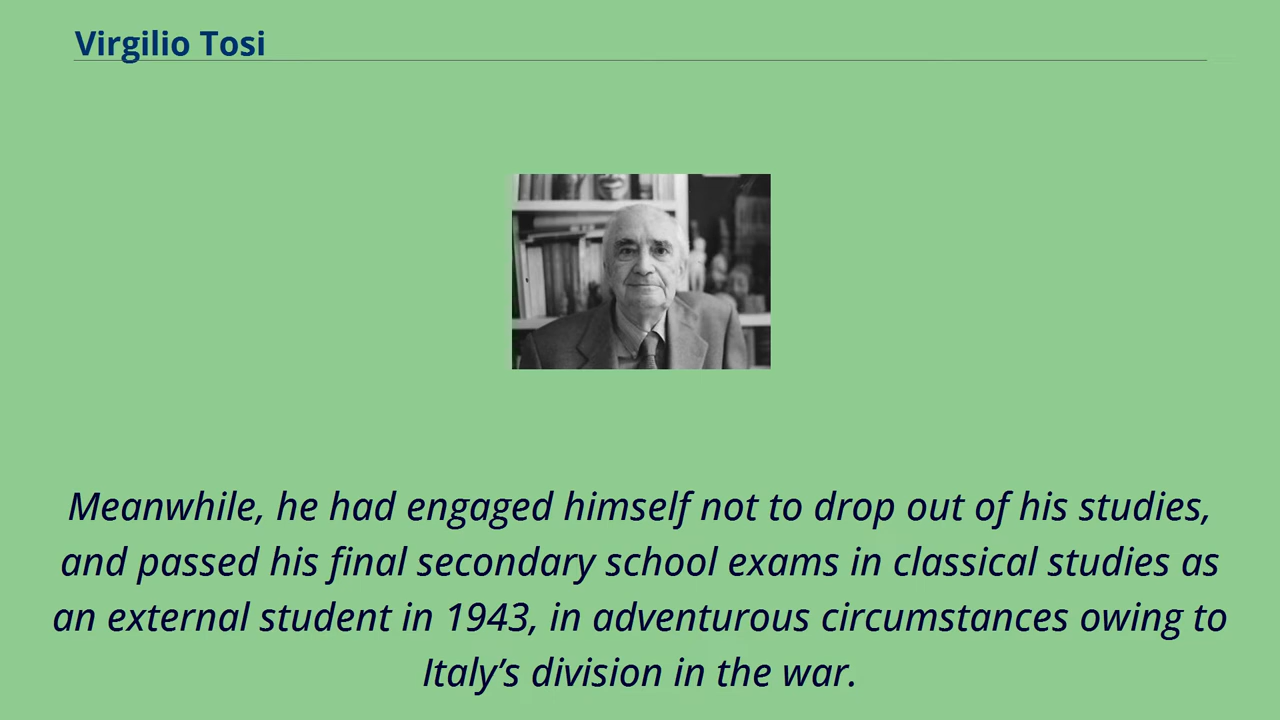 Virgilio Tosi
Meanwhile, he had engaged himself not to drop out of his studies,
and passed his final secondary school exams in classical studies as
an external student in 1943, in adventurous circumstances owing to
Italy’s division in the war.